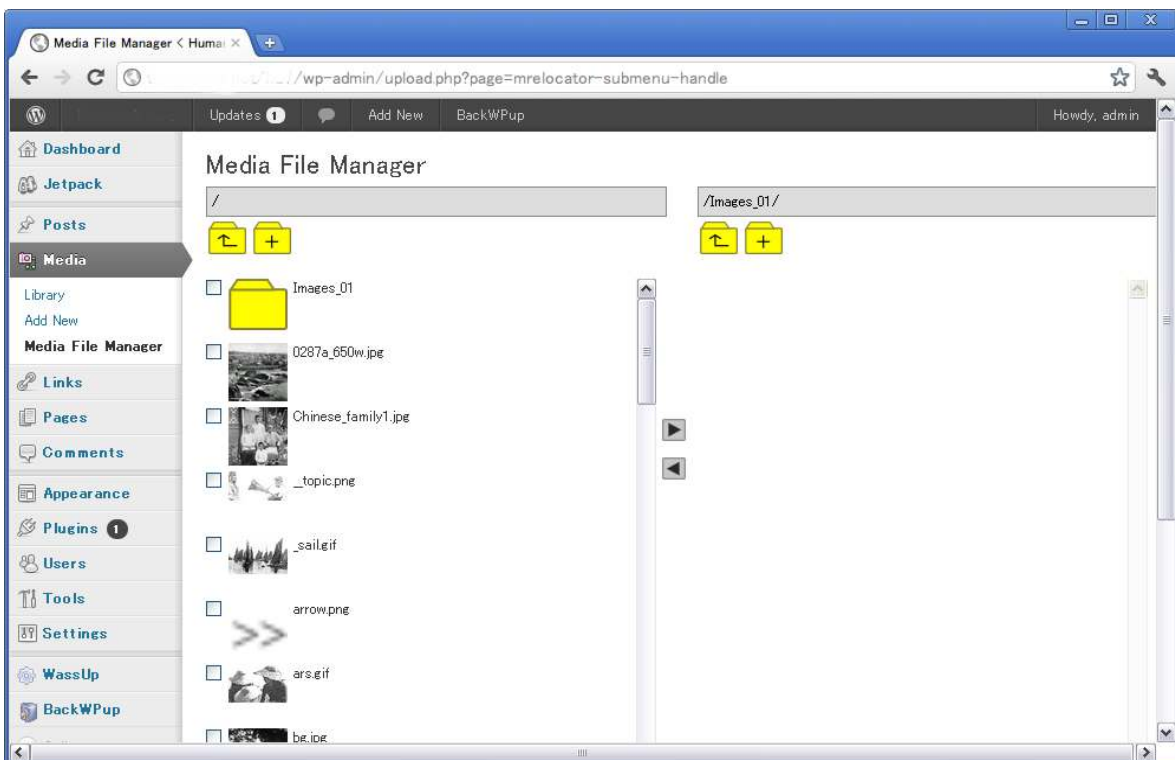 Media File Manager < Huma
/wp-admin/upload.php?page=mrelocator-submenu-handle
Updates 1 Add New BackWPup Howdy, admin
Dashboard
Jetpack
Posts
Media
Library
Add New
Media File Manager
Links
Pages
Comments
Appearance
Plugins 1
Users
Tools
Settings
WassUp
BackWPup
Media File Manager
/
/Images_01/
Images_01
0287a_650w.jpg
Chinese_family1.jpg
__topic.png
_sail.gif
arrow.png
>>
ars.gif
bg.jpg